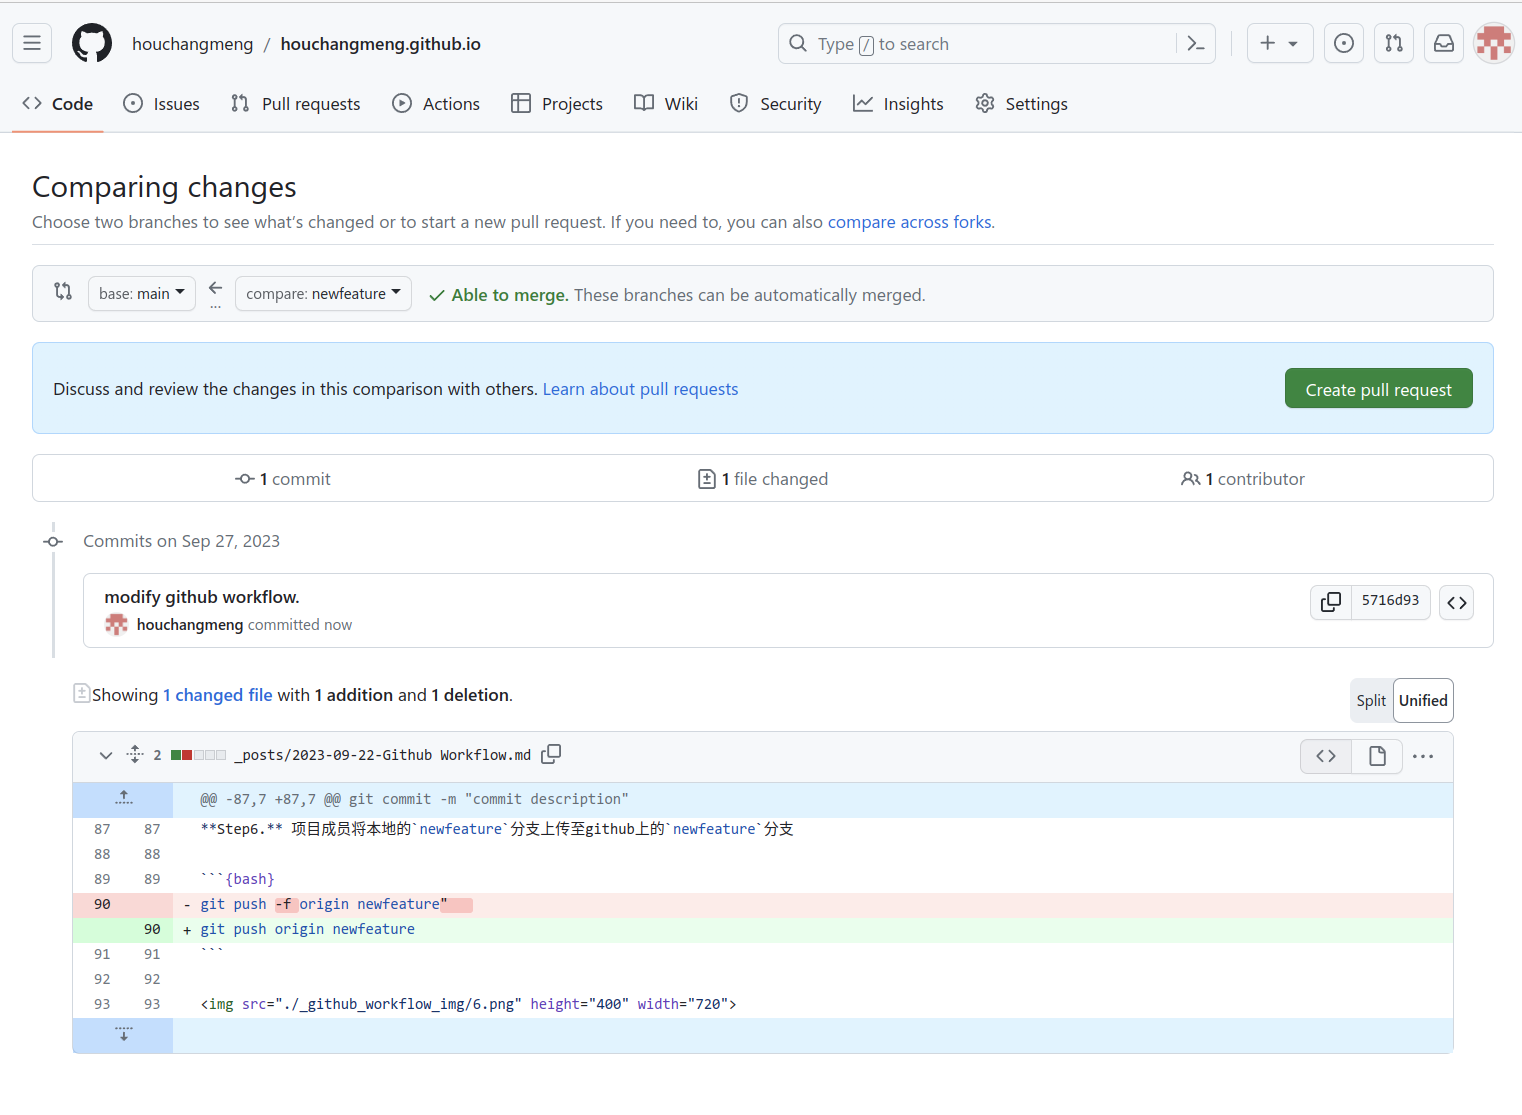 houchangmeng / houchangmeng.github.io
Type / to search
Code Issues Pull requests Actions Projects Wiki Security Insights Settings
Comparing changes
Choose two branches to see what's changed or to start a new pull request. If you need to, you can also compare across forks.
base: main ... compare: newfeature Able to merge. These branches can be automatically merged.
Discuss and review the changes in this comparison with others. Learn about pull requests Create pull request
1 commit 1 file changed 1 contributor
Commits on Sep 27, 2023
modify github workflow.
5716d93
houchangmeng committed now
Showing 1 changed file with 1 addition and 1 deletion.
Split Unified
2 _posts/2023-09-22-Github Workflow.md
@@ -87,7 +87,7 @@ git commit -m "commit description"
87 87 **Step6.** 项目成员将本地的`newfeature`分支上传至github上的`newfeature`分支
88 88
89 89 ```{bash}
90 - git push -f origin newfeature"
90 + git push origin newfeature
91 91 ```
92 92
93 93 <img src="./_github_workflow_img/6.png" height="400" width="720">